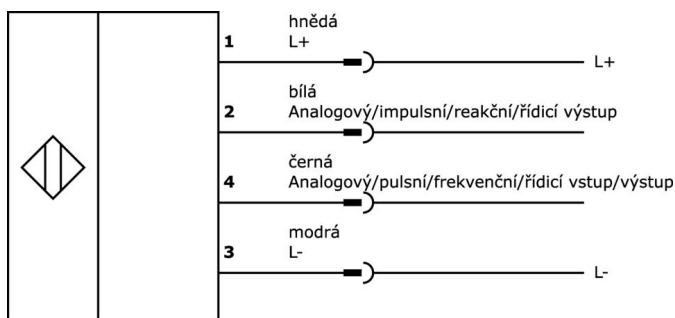 hnědá
1 L+
L+
bílá
2 Analogový/impulsní/reakční/řídicí výstup
černá
4 Analogový/pulsní/frekvenční/řídicí vstup/výstup
modrá
3 L-
L-